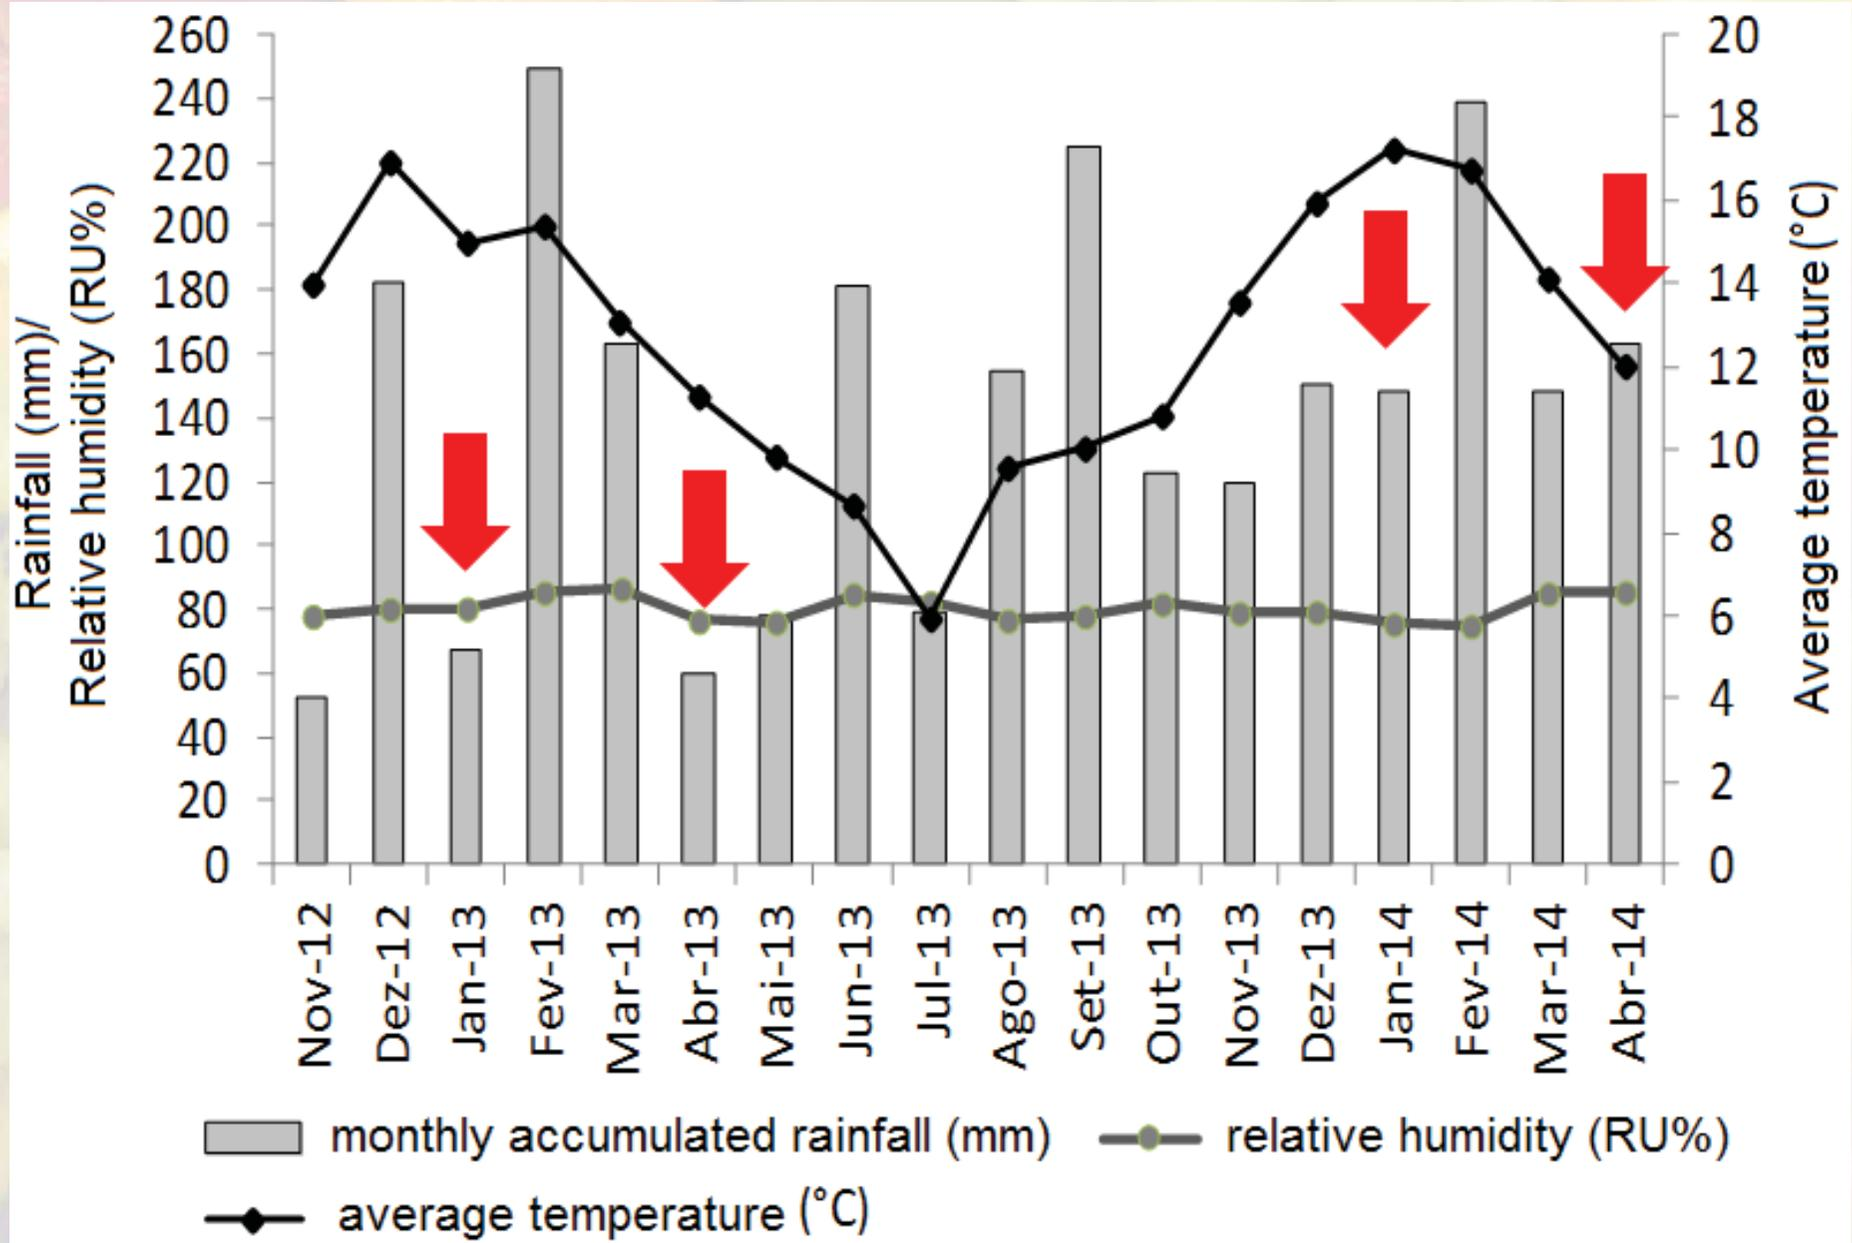 Rainfall (mm)/
Relative humidity (RU%)
260
240
220
200
180
160
140
120
100
80
60
40
20
0
20
18
16
14
12
10
8
6
4
2
0
Average temperature (°C)
Nov-12
Dez-12
Jan-13
Fev-13
Mar-13
Abr-13
Mai-13
Jun-13
Jul-13
Ago-13
Set-13
Out-13
Nov-13
Dez-13
Jan-14
Fev-14
Mar-14
Abr-14
monthly accumulated rainfall (mm)
relative humidity (RU%)
average temperature (°C)